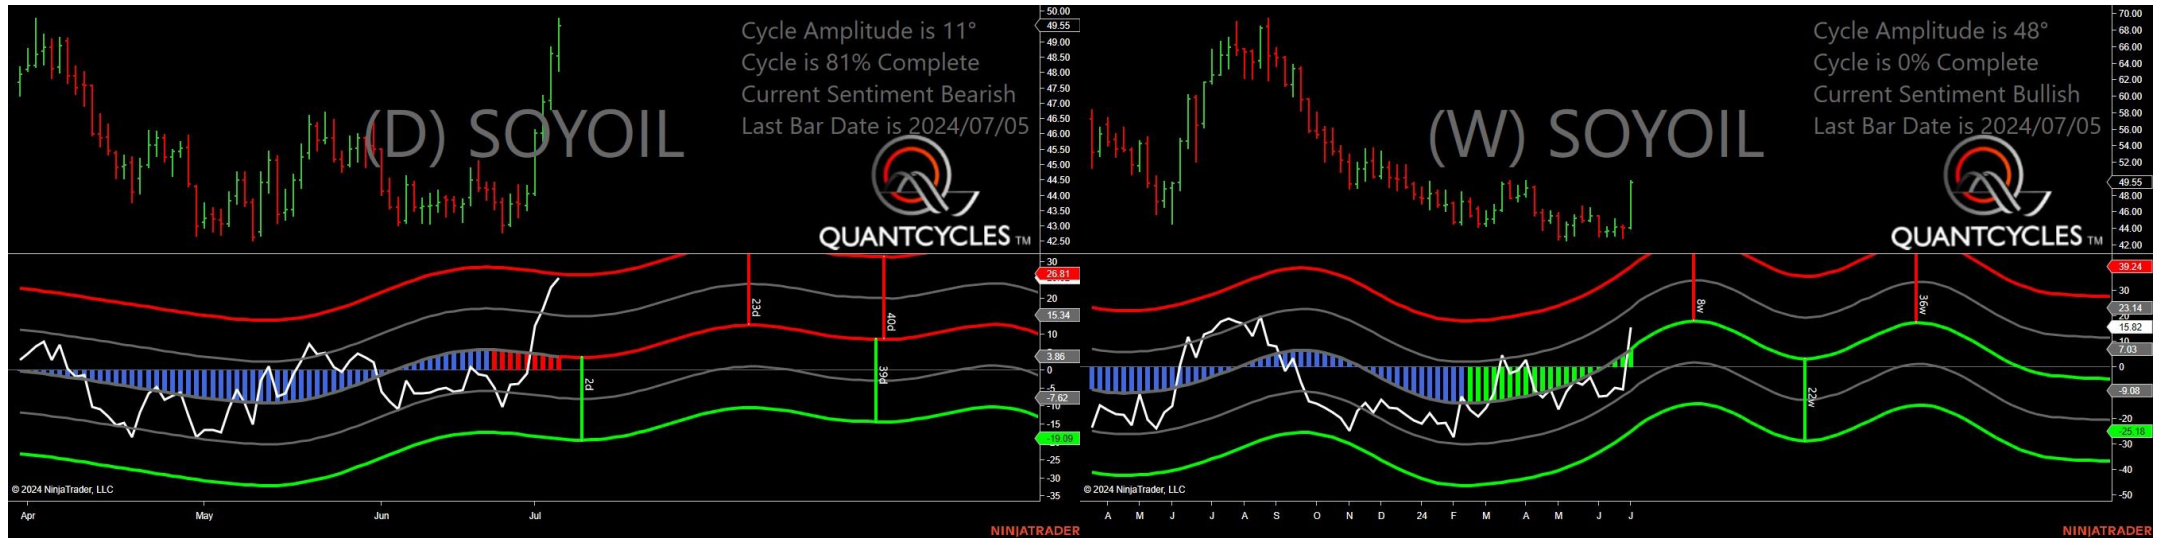 Cycle Amplitude is 11°
Cycle is 81% Complete
Current Sentiment Bearish
Last Bar Date is 2024/07/05
(D) SOYOIL
QUANTCYCLES TM
50.00
49.55
49.00
48.50
48.00
47.50
47.00
46.50
46.00
45.50
45.00
44.50
44.00
43.50
43.00
42.50
30
26.81
20
15.34
10
3.86
0
-5
-7.62
-10
-15
-19.09
-25
-30
-35
23d
40d
2d
39d
© 2024 NinjaTrader, LLC
Apr May Jun Jul
NINJATRADER
Cycle Amplitude is 48°
Cycle is 0% Complete
Current Sentiment Bullish
Last Bar Date is 2024/07/05
(W) SOYOIL
QUANTCYCLES TM
70.00
68.00
66.00
64.00
62.00
60.00
58.00
56.00
54.00
52.00
49.55
48.00
46.00
44.00
42.00
39.24
30
23.14
20
15.82
10
7.03
0
-9.08
-20
-25.18
-30
-40
-50
8w
36w
22w
© 2024 NinjaTrader, LLC
A M J J A S O N D 24 F M A M J J
NINJATRADER